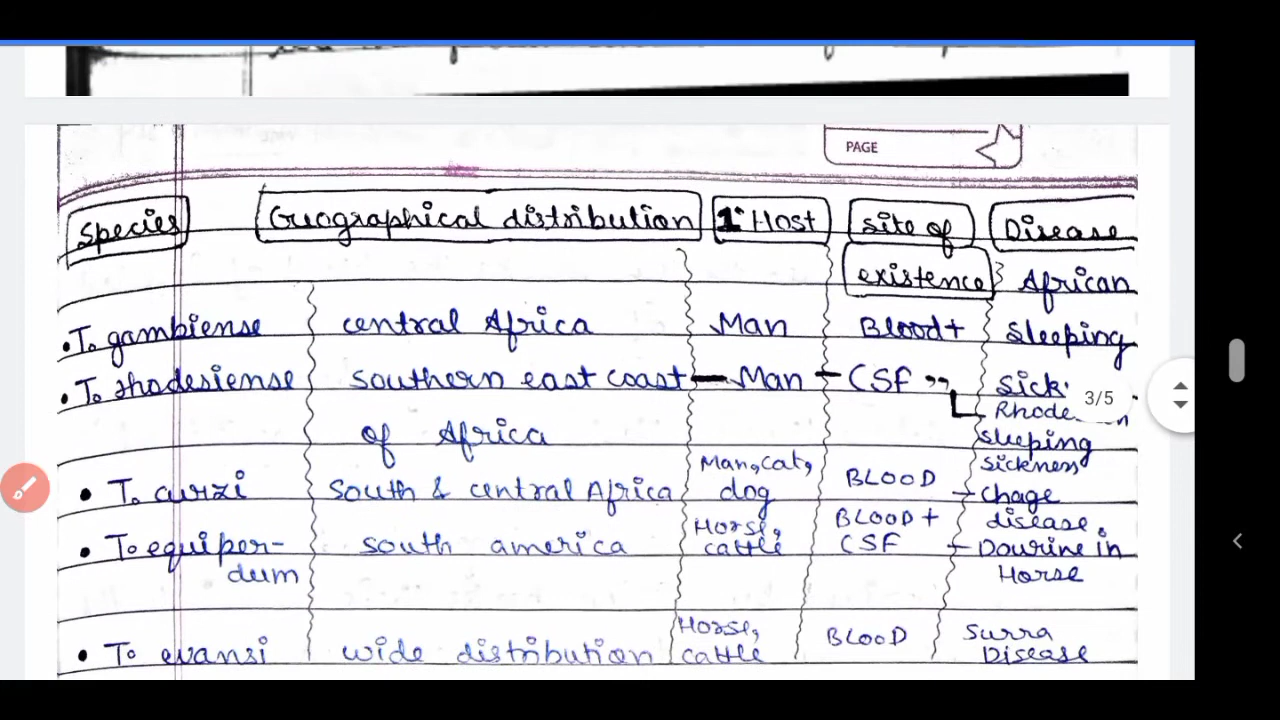 PAGE
Species Geographical distribution 1° Host Site of existence Disease
• T. gambiense central Africa Man Blood + African sleeping
• T. rhodesiense southern east coast of Africa Man CSF „ Rhode sleeping sickness
3/5
• T. curzi South & central Africa Man, cat, dog BLOOD Chage disease.
• T. equiper-dum south america Horse, cattle BLOOD + CSF Dourine in Horse
• T. evansi wide distribution Horse, cattle BLOOD Surra Disease